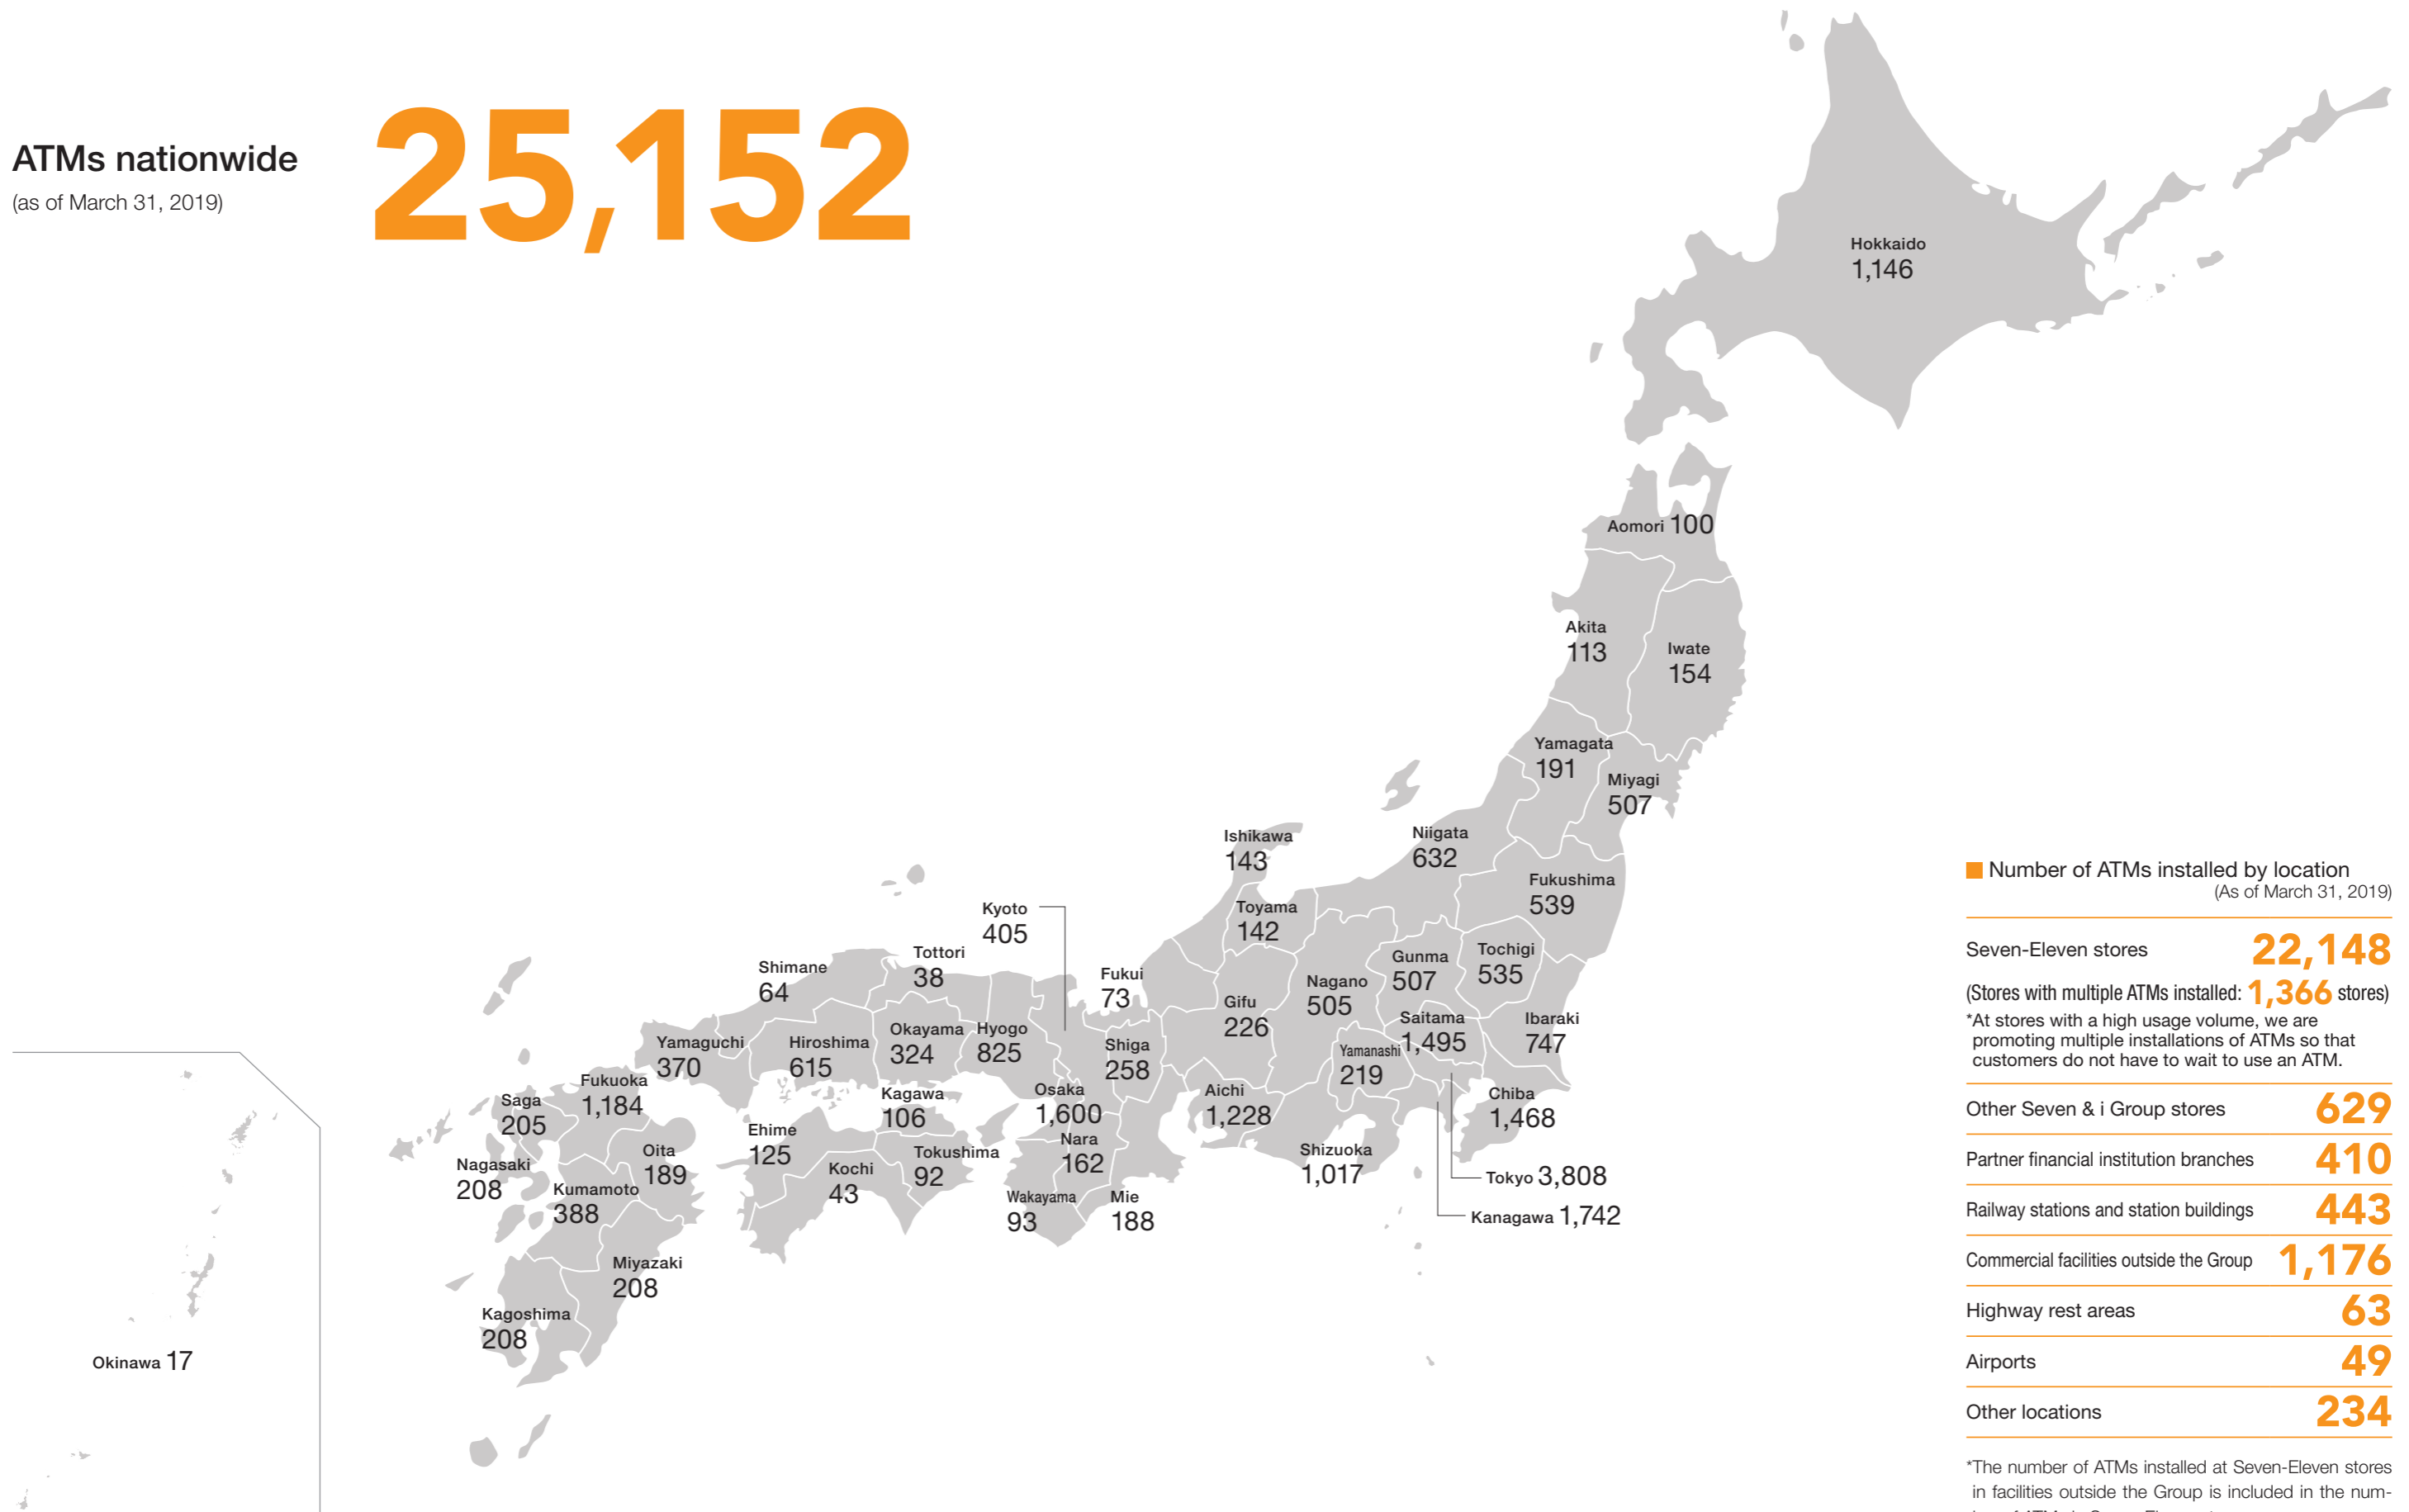 ATMs nationwide
(as of March 31, 2019)
25,152
Hokkaido
1,146
Aomori 100
Akita
113
Iwate
154
Yamagata
191
Miyagi
507
Ishikawa
143
Niigata
632
Fukushima
539
Toyama
142
Kyoto
405
Tottori
38
Shimane
64
Fukui
73
Gunma
507
Tochigi
535
Nagano
505
Gifu
226
Saitama
1,495
Ibaraki
747
Yamaguchi
370
Hiroshima
615
Okayama
324
Hyogo
825
Shiga
258
Yamanashi
219
Fukuoka
1,184
Saga
205
Kagawa
106
Osaka
1,600
Aichi
1,228
Chiba
1,468
Ehime
125
Nara
162
Oita
189
Tokushima
92
Shizuoka
1,017
Nagasaki
208
Kochi
43
Tokyo 3,808
Kumamoto
388
Wakayama
93
Mie
188
Kanagawa 1,742
Miyazaki
208
Kagoshima
208
Okinawa 17
Number of ATMs installed by location
(As of March 31, 2019)
Seven-Eleven stores 22,148
(Stores with multiple ATMs installed: 1,366 stores)
*At stores with a high usage volume, we are
promoting multiple installations of ATMs so that
customers do not have to wait to use an ATM.
Other Seven & i Group stores 629
Partner financial institution branches 410
Railway stations and station buildings 443
Commercial facilities outside the Group 1,176
Highway rest areas 63
Airports 49
Other locations 234
*The number of ATMs installed at Seven-Eleven stores
in facilities outside the Group is included in the num-